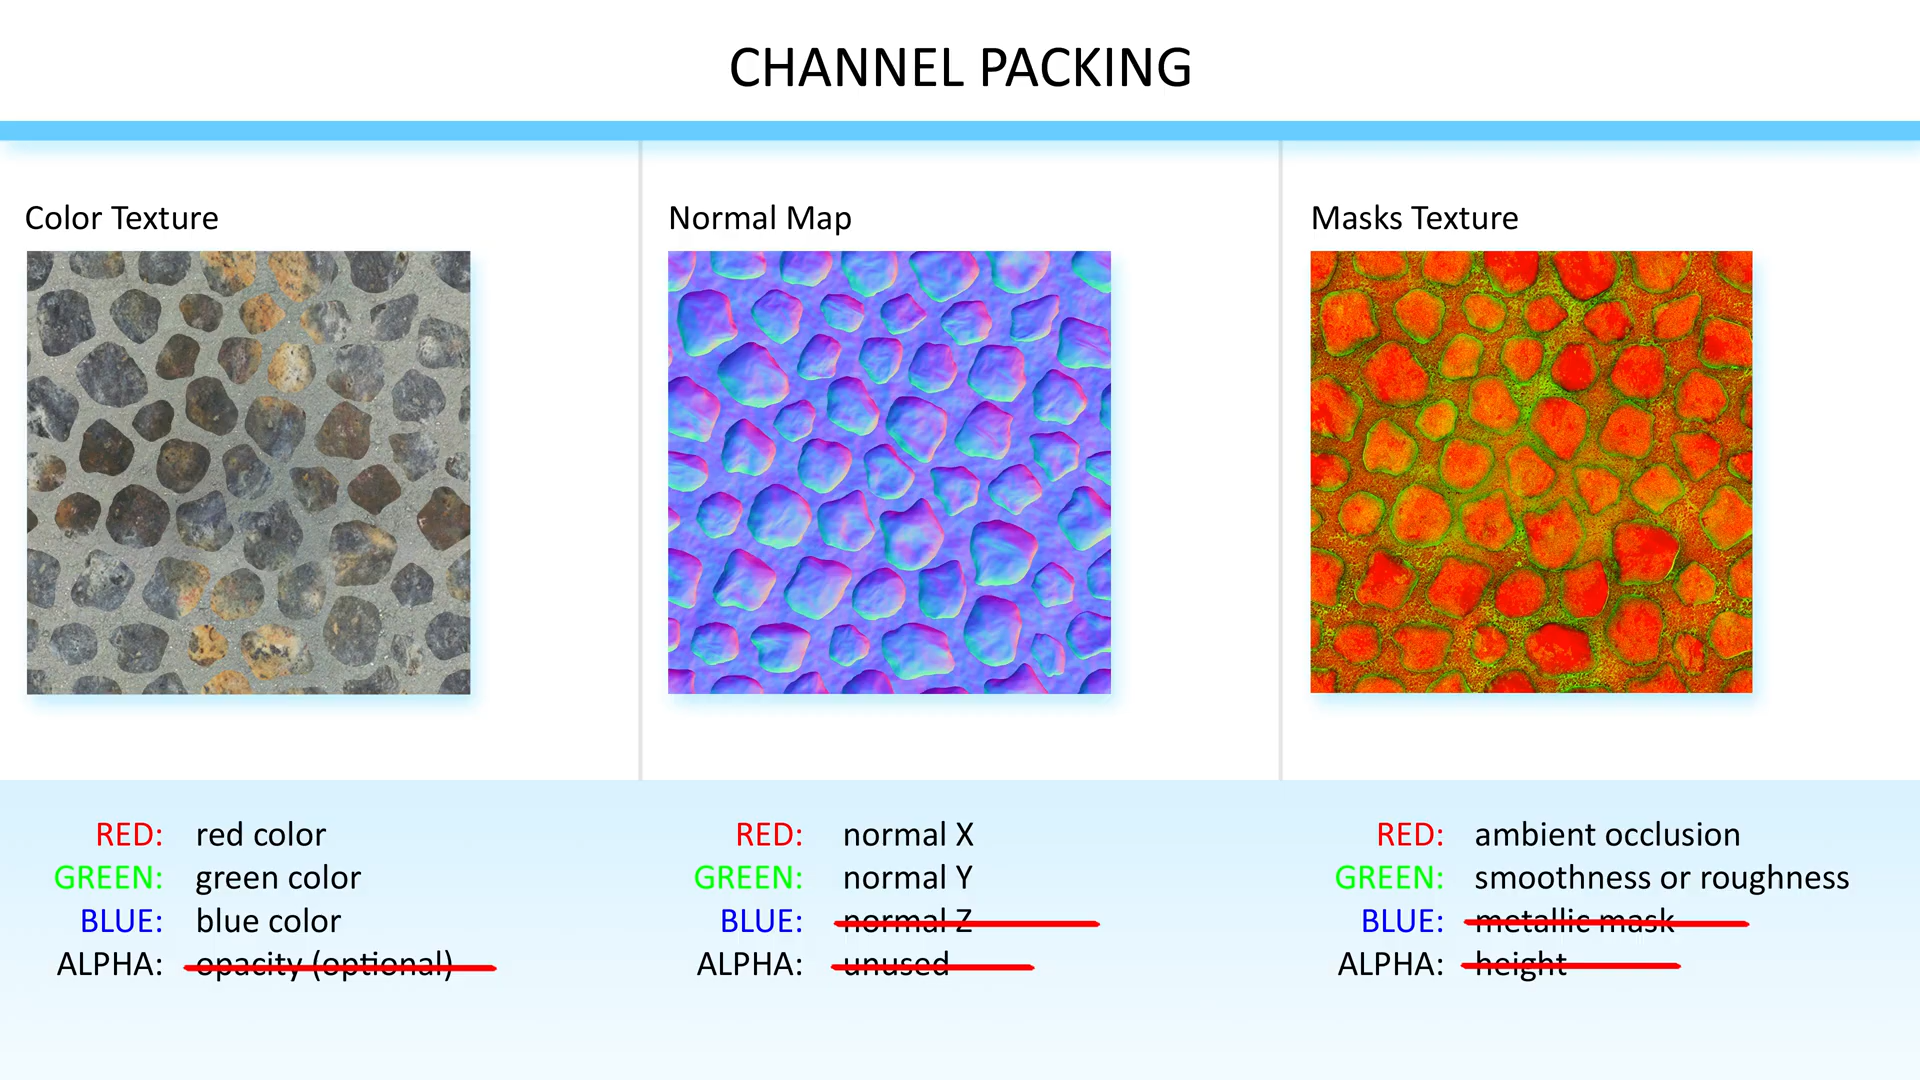 CHANNEL PACKING
Color Texture
Normal Map
Masks Texture
RED: red color
GREEN: green color
BLUE: blue color
ALPHA: opacity (optional)
RED: normal X
GREEN: normal Y
BLUE: normal Z
ALPHA: unused
RED: ambient occlusion
GREEN: smoothness or roughness
BLUE: metallic mask
ALPHA: height